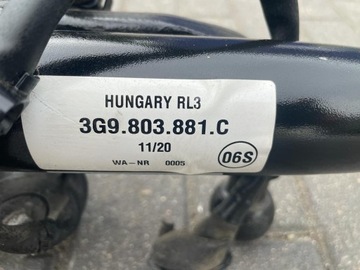 HUNGARY RL3
3G9.803.881.C
11/20
WA-NR 0005
06S